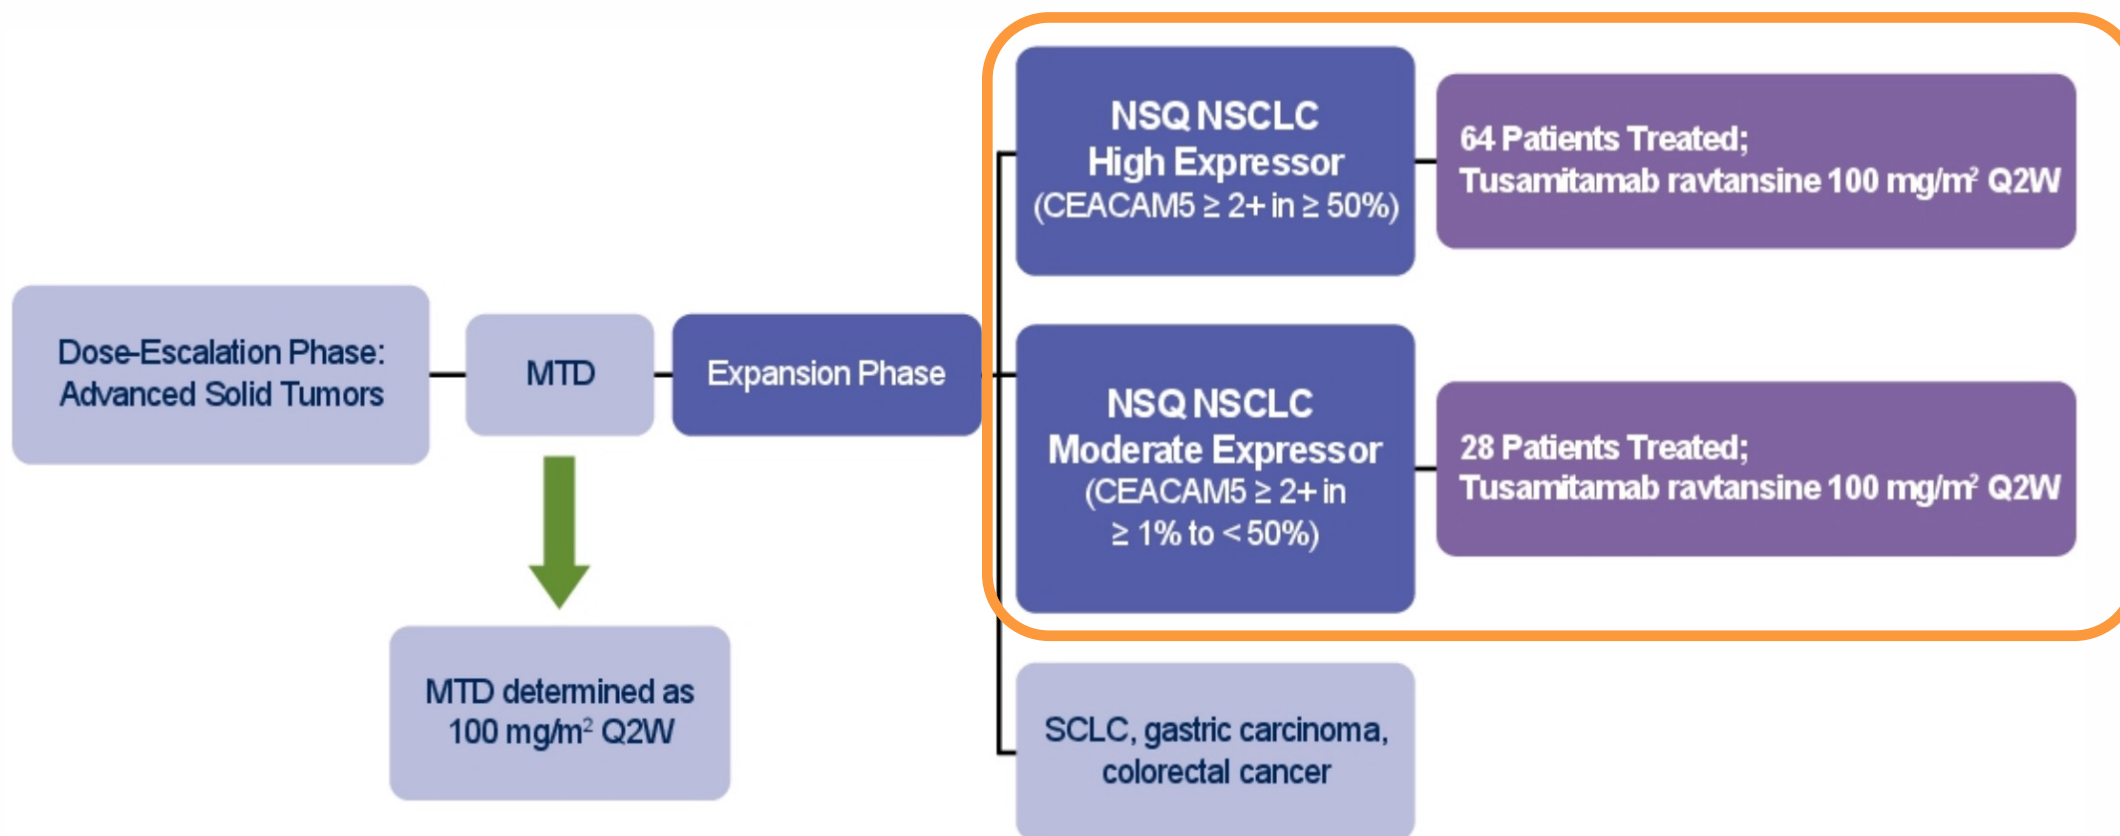 Dose-Escalation Phase:
Advanced Solid Tumors
MTD
MTD determined as
100 mg/m² Q2W
Expansion Phase
NSQ NSCLC
High Expressor
(CEACAM5 ≥ 2+ in ≥ 50%)
64 Patients Treated;
Tusamitamab ravtansine 100 mg/m² Q2W
NSQ NSCLC
Moderate Expressor
(CEACAM5 ≥ 2+ in
≥ 1% to < 50%)
28 Patients Treated;
Tusamitamab ravtansine 100 mg/m² Q2W
SCLC, gastric carcinoma,
colorectal cancer